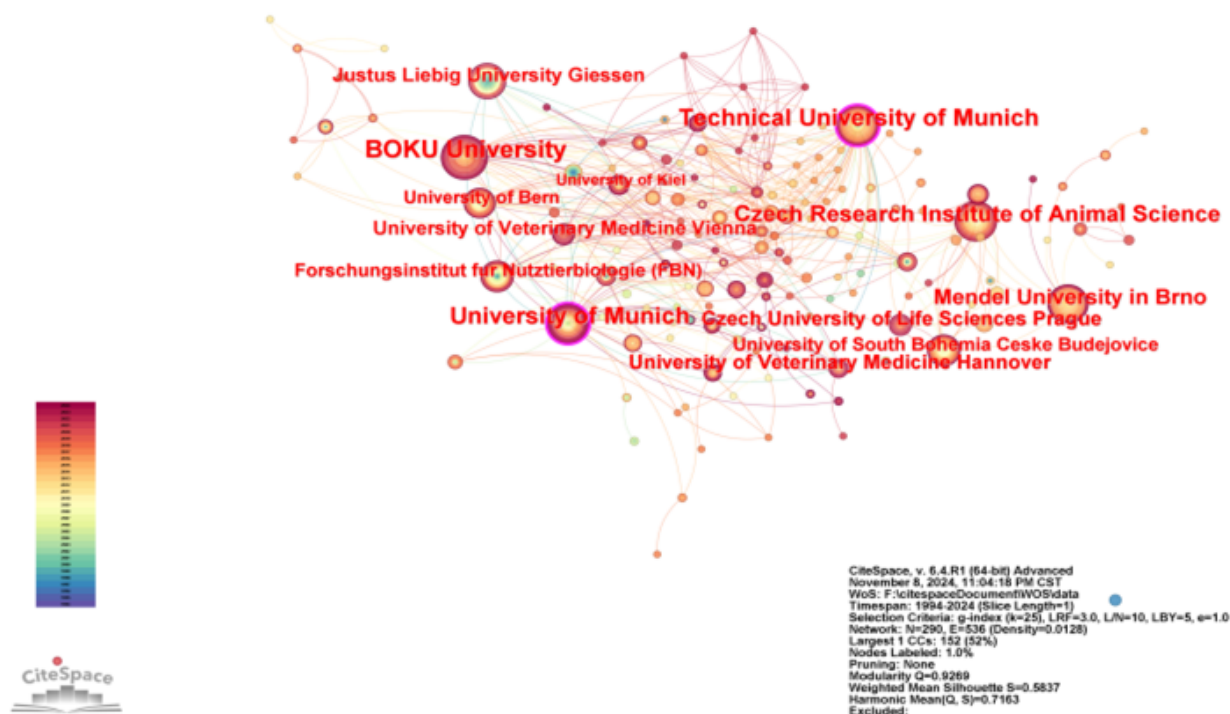 Justus Liebig University Giessen
Technical University of Munich
BOKU University
University of Kiel
University of Bern
Czech Research Institute of Animal Science
University of Veterinary Medicine Vienna
Forschungsinstitut fur Nutztierbiologie (FBN)
Mendel University in Brno
University of Munich
Czech University of Life Sciences Prague
University of South Bohemia Ceske Budejovice
University of Veterinary Medicine Hannover
CiteSpace, v. 6.4.R1 (64-bit) Advanced
November 8, 2024, 11:04:18 PM CST
WoS: F:\citespaceDocument\WOS\data
Timespan: 1994-2024 (Slice Length=1)
Selection Criteria: g-index (k=25), LRF=3.0, L/N=10, LBY=5, e=1.0
Network: N=290, E=536 (Density=0.0128)
Largest 1 CCs: 152 (52%)
Nodes Labeled: 1.0%
Pruning: None
Modularity Q=0.9269
Weighted Mean Silhouette S=0.5837
Harmonic Mean(Q, S)=0.7163
Excluded:
CiteSpace